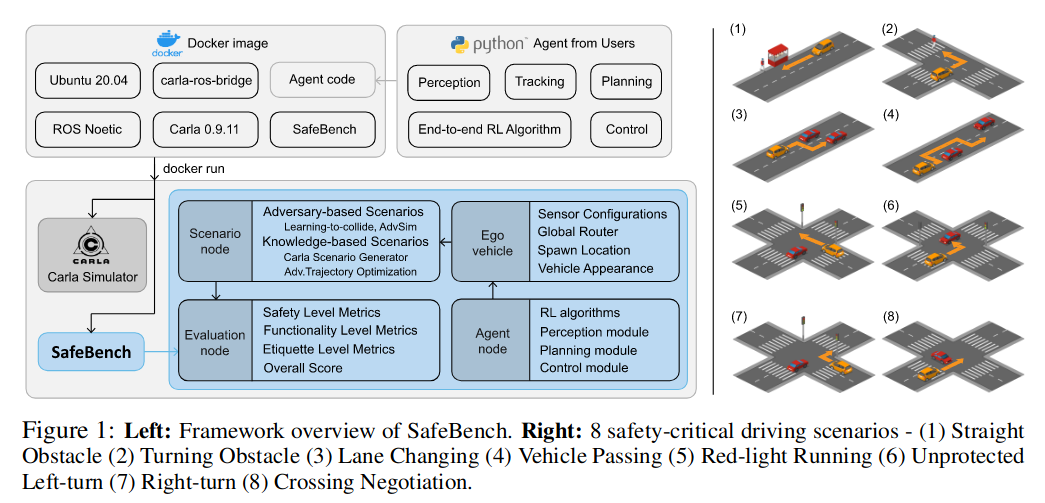 docker
Docker image
Ubuntu 20.04
carla-ros-bridge
Agent code
ROS Noetic
Carla 0.9.11
SafeBench
python™ Agent from Users
Perception
Tracking
Planning
End-to-end RL Algorithm
Control
docker run
CARLA
Carla Simulator
SafeBench
Scenario
node
Adversary-based Scenarios
Learning-to-collide, AdvSim
Knowledge-based Scenarios
Carla Scenario Generator
Adv.Trajectory Optimization
Ego
vehicle
Sensor Configurations
Global Router
Spawn Location
Vehicle Appearance
Evaluation
node
Safety Level Metrics
Functionality Level Metrics
Etiquette Level Metrics
Overall Score
Agent
node
RL algorithms
Perception module
Planning module
Control module
(1)
(2)
(3)
(4)
(5)
(6)
(7)
(8)
Figure 1: Left: Framework overview of SafeBench. Right: 8 safety-critical driving scenarios - (1) Straight
Obstacle (2) Turning Obstacle (3) Lane Changing (4) Vehicle Passing (5) Red-light Running (6) Unprotected
Left-turn (7) Right-turn (8) Crossing Negotiation.